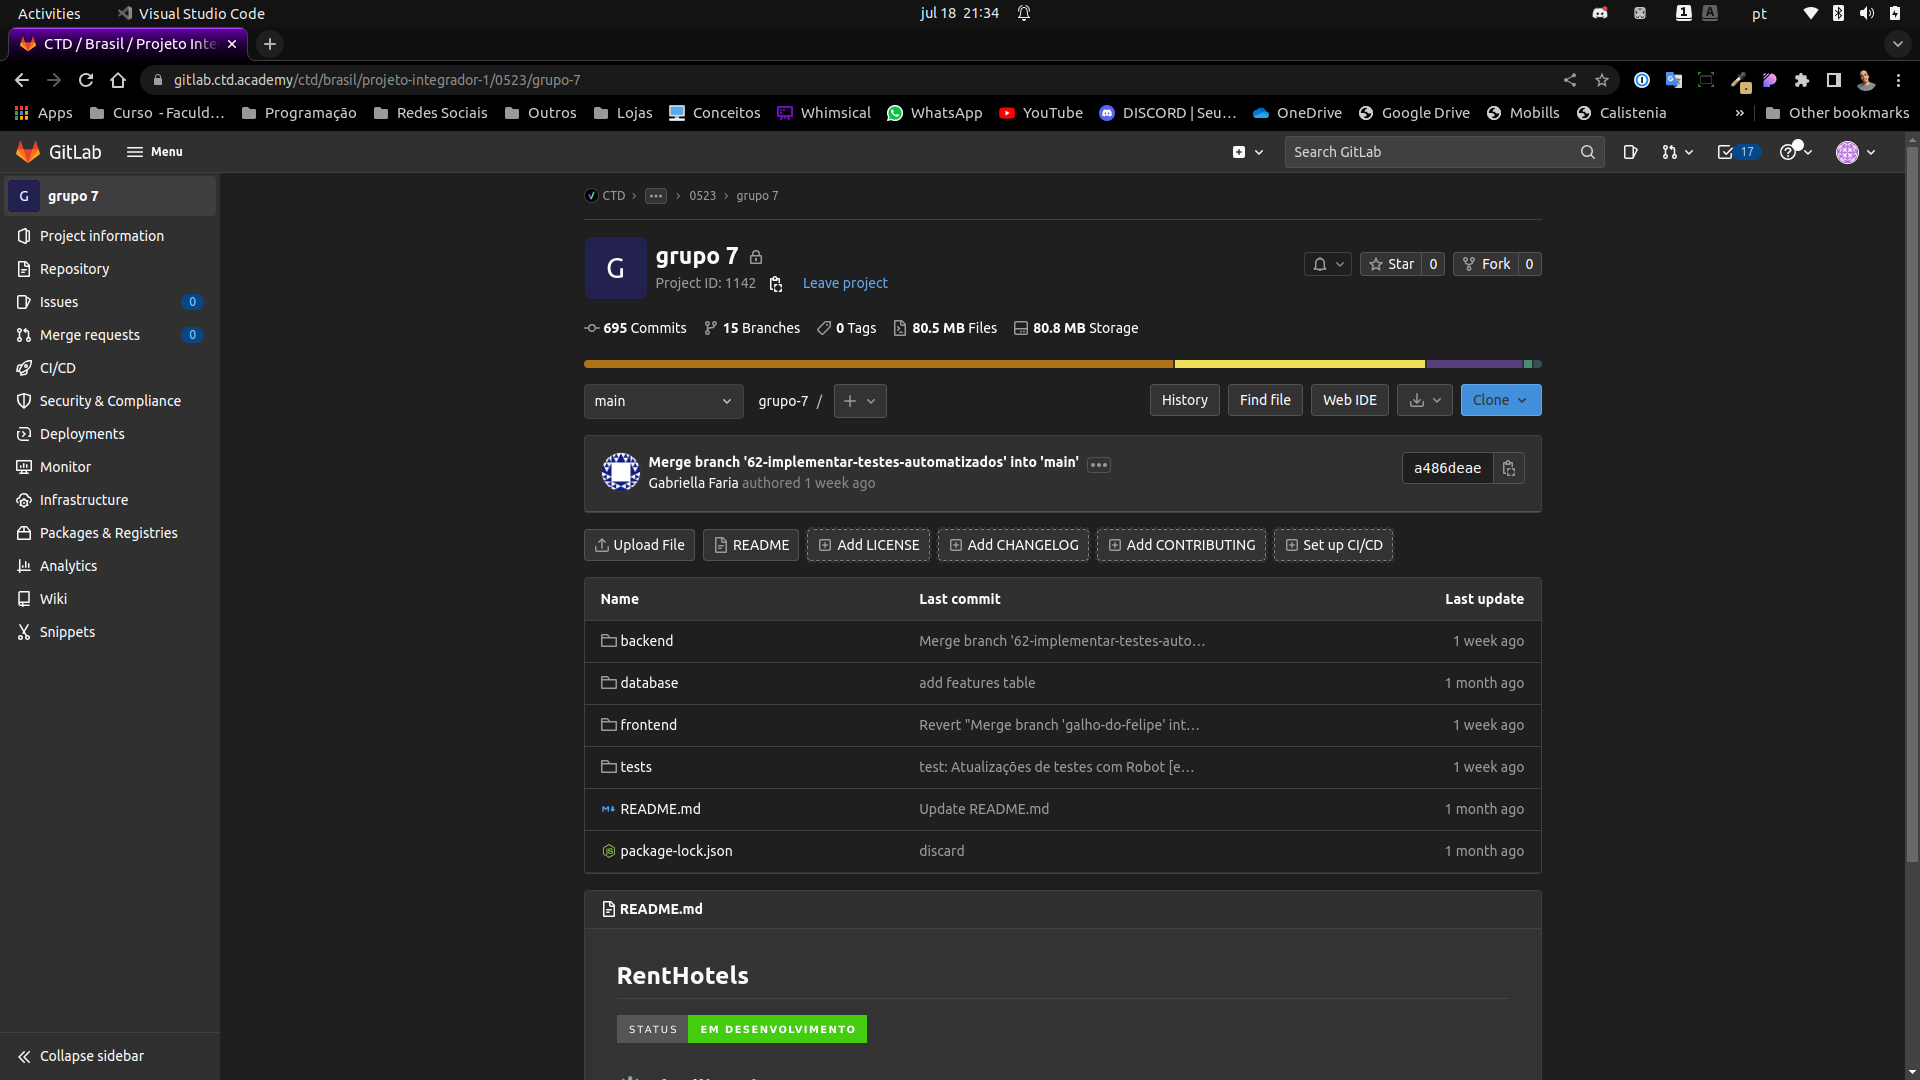 Activities Visual Studio Code jul 18 21:34 1 A pt
CTD / Brasil / Projeto Inte
gitlab.ctd.academy/ctd/brasil/projeto-integrador-1/0523/grupo-7
Apps Curso - Faculd... Programação Redes Sociais Outros Lojas Conceitos Whimsical WhatsApp YouTube DISCORD | Seu... OneDrive Google Drive Mobills Calistenia » Other bookmarks
GitLab Menu Search GitLab 17
G grupo 7
Project information
Repository
Issues 0
Merge requests 0
CI/CD
Security & Compliance
Deployments
Monitor
Infrastructure
Packages & Registries
Analytics
Wiki
Snippets
Collapse sidebar
CTD › ... › 0523 › grupo 7
G grupo 7
Project ID: 1142 Leave project
Star 0 Fork 0
695 Commits 15 Branches 0 Tags 80.5 MB Files 80.8 MB Storage
main grupo-7 / + History Find file Web IDE Clone
Merge branch '62-implementar-testes-automatizados' into 'main' ...
Gabriella Faria authored 1 week ago
a486deae
Upload File README Add LICENSE Add CHANGELOG Add CONTRIBUTING Set up CI/CD
Name Last commit Last update
backend Merge branch '62-implementar-testes-auto... 1 week ago
database add features table 1 month ago
frontend Revert "Merge branch 'galho-do-felipe' int... 1 week ago
tests test: Atualizações de testes com Robot [e... 1 week ago
README.md Update README.md 1 month ago
package-lock.json discard 1 month ago
README.md
RentHotels
STATUS EM DESENVOLVIMENTO